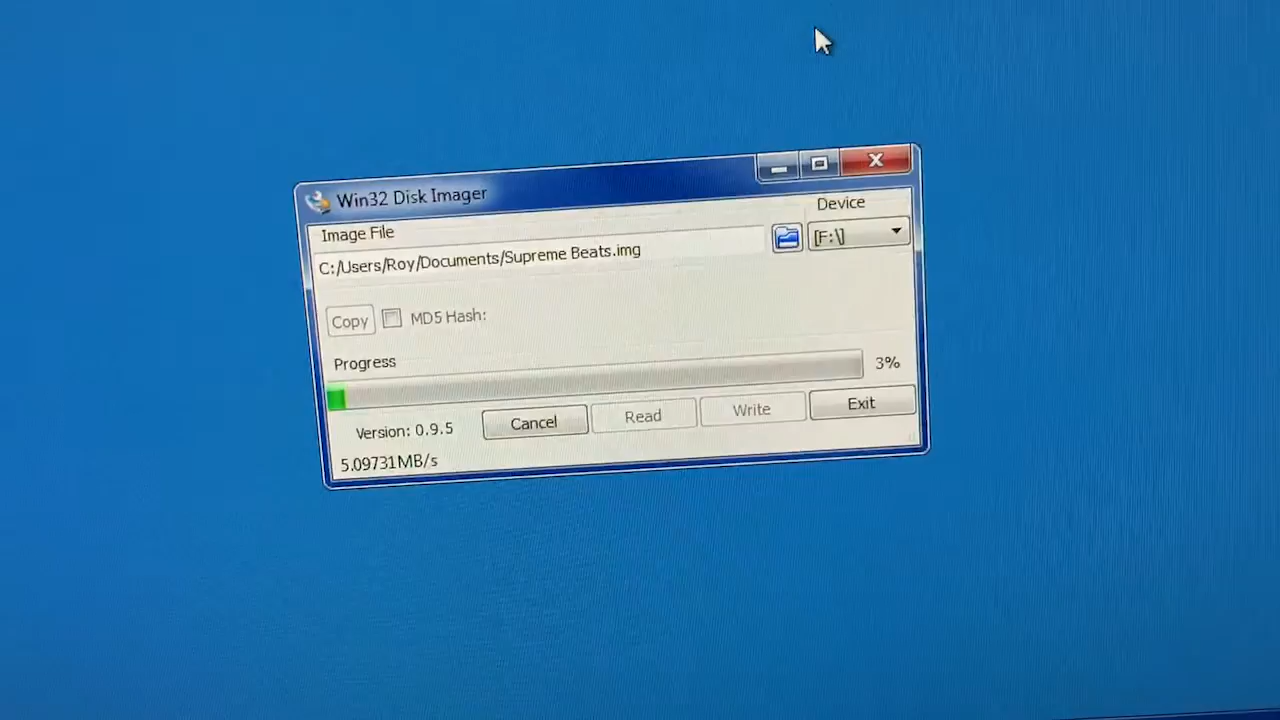 Win32 Disk Imager
Image File
Device
C:/Users/Roy/Documents/Supreme Beats.img
[F:\]
Copy
MD5 Hash:
Progress
3%
Version: 0.9.5
Cancel
Read
Write
Exit
5.09731MB/s